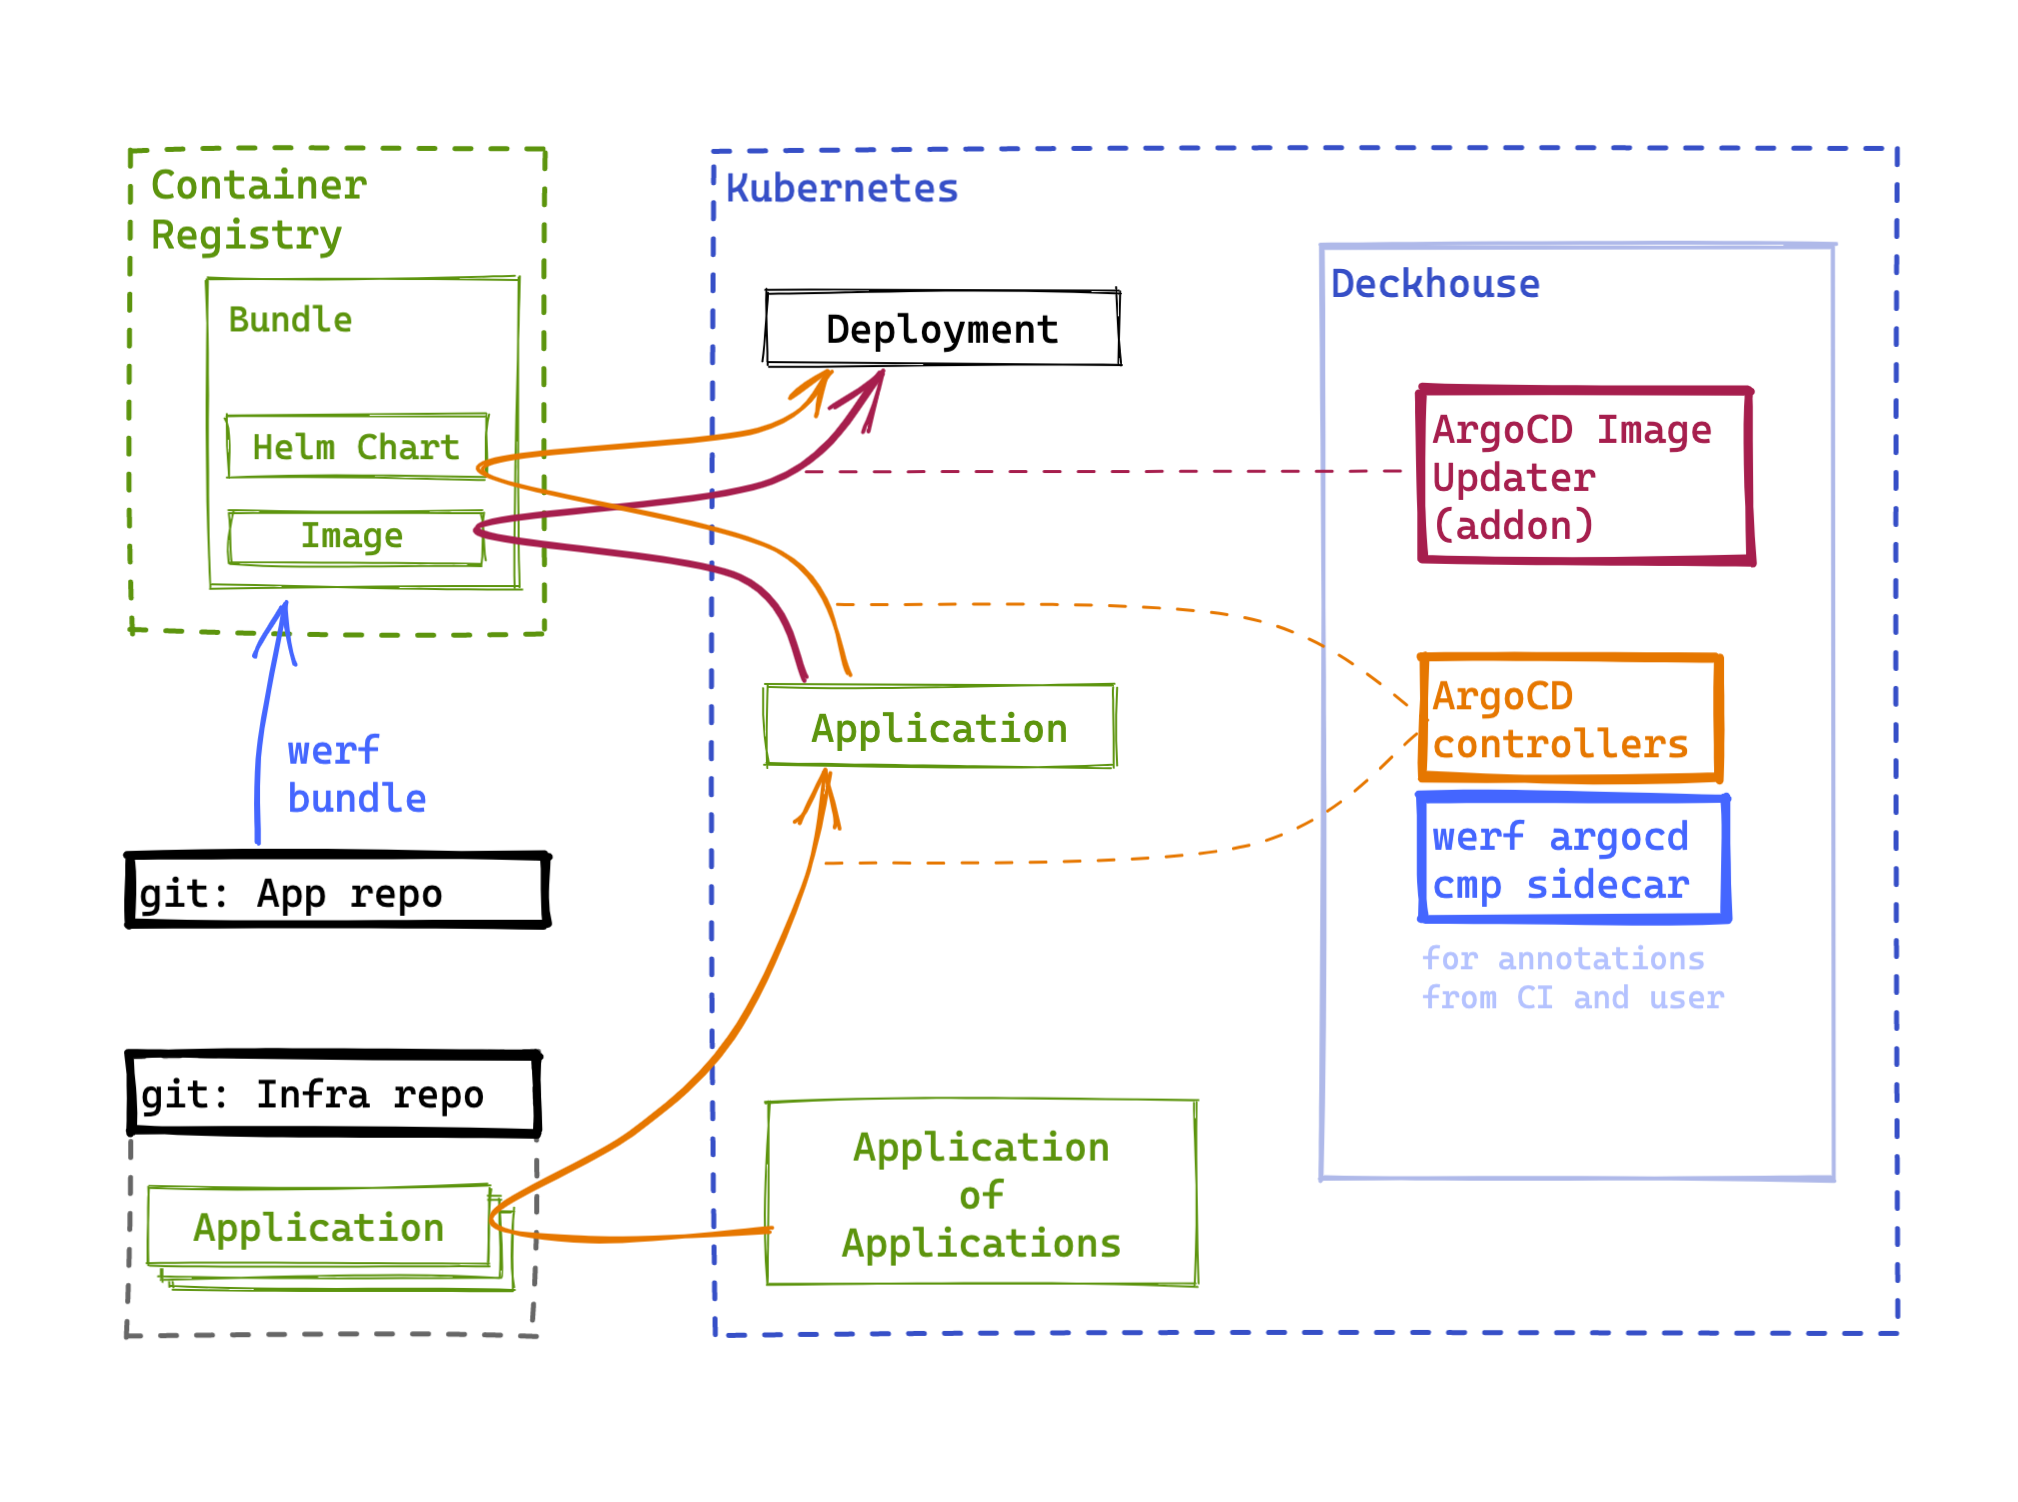 Container
Registry
Bundle
Helm Chart
Image
werf
bundle
git: App repo
git: Infra repo
Application
Kubernetes
Deployment
Application
Application
of
Applications
Deckhouse
ArgoCD Image
Updater
(addon)
ArgoCD
controllers
werf argocd
cmp sidecar
for annotations
from CI and user